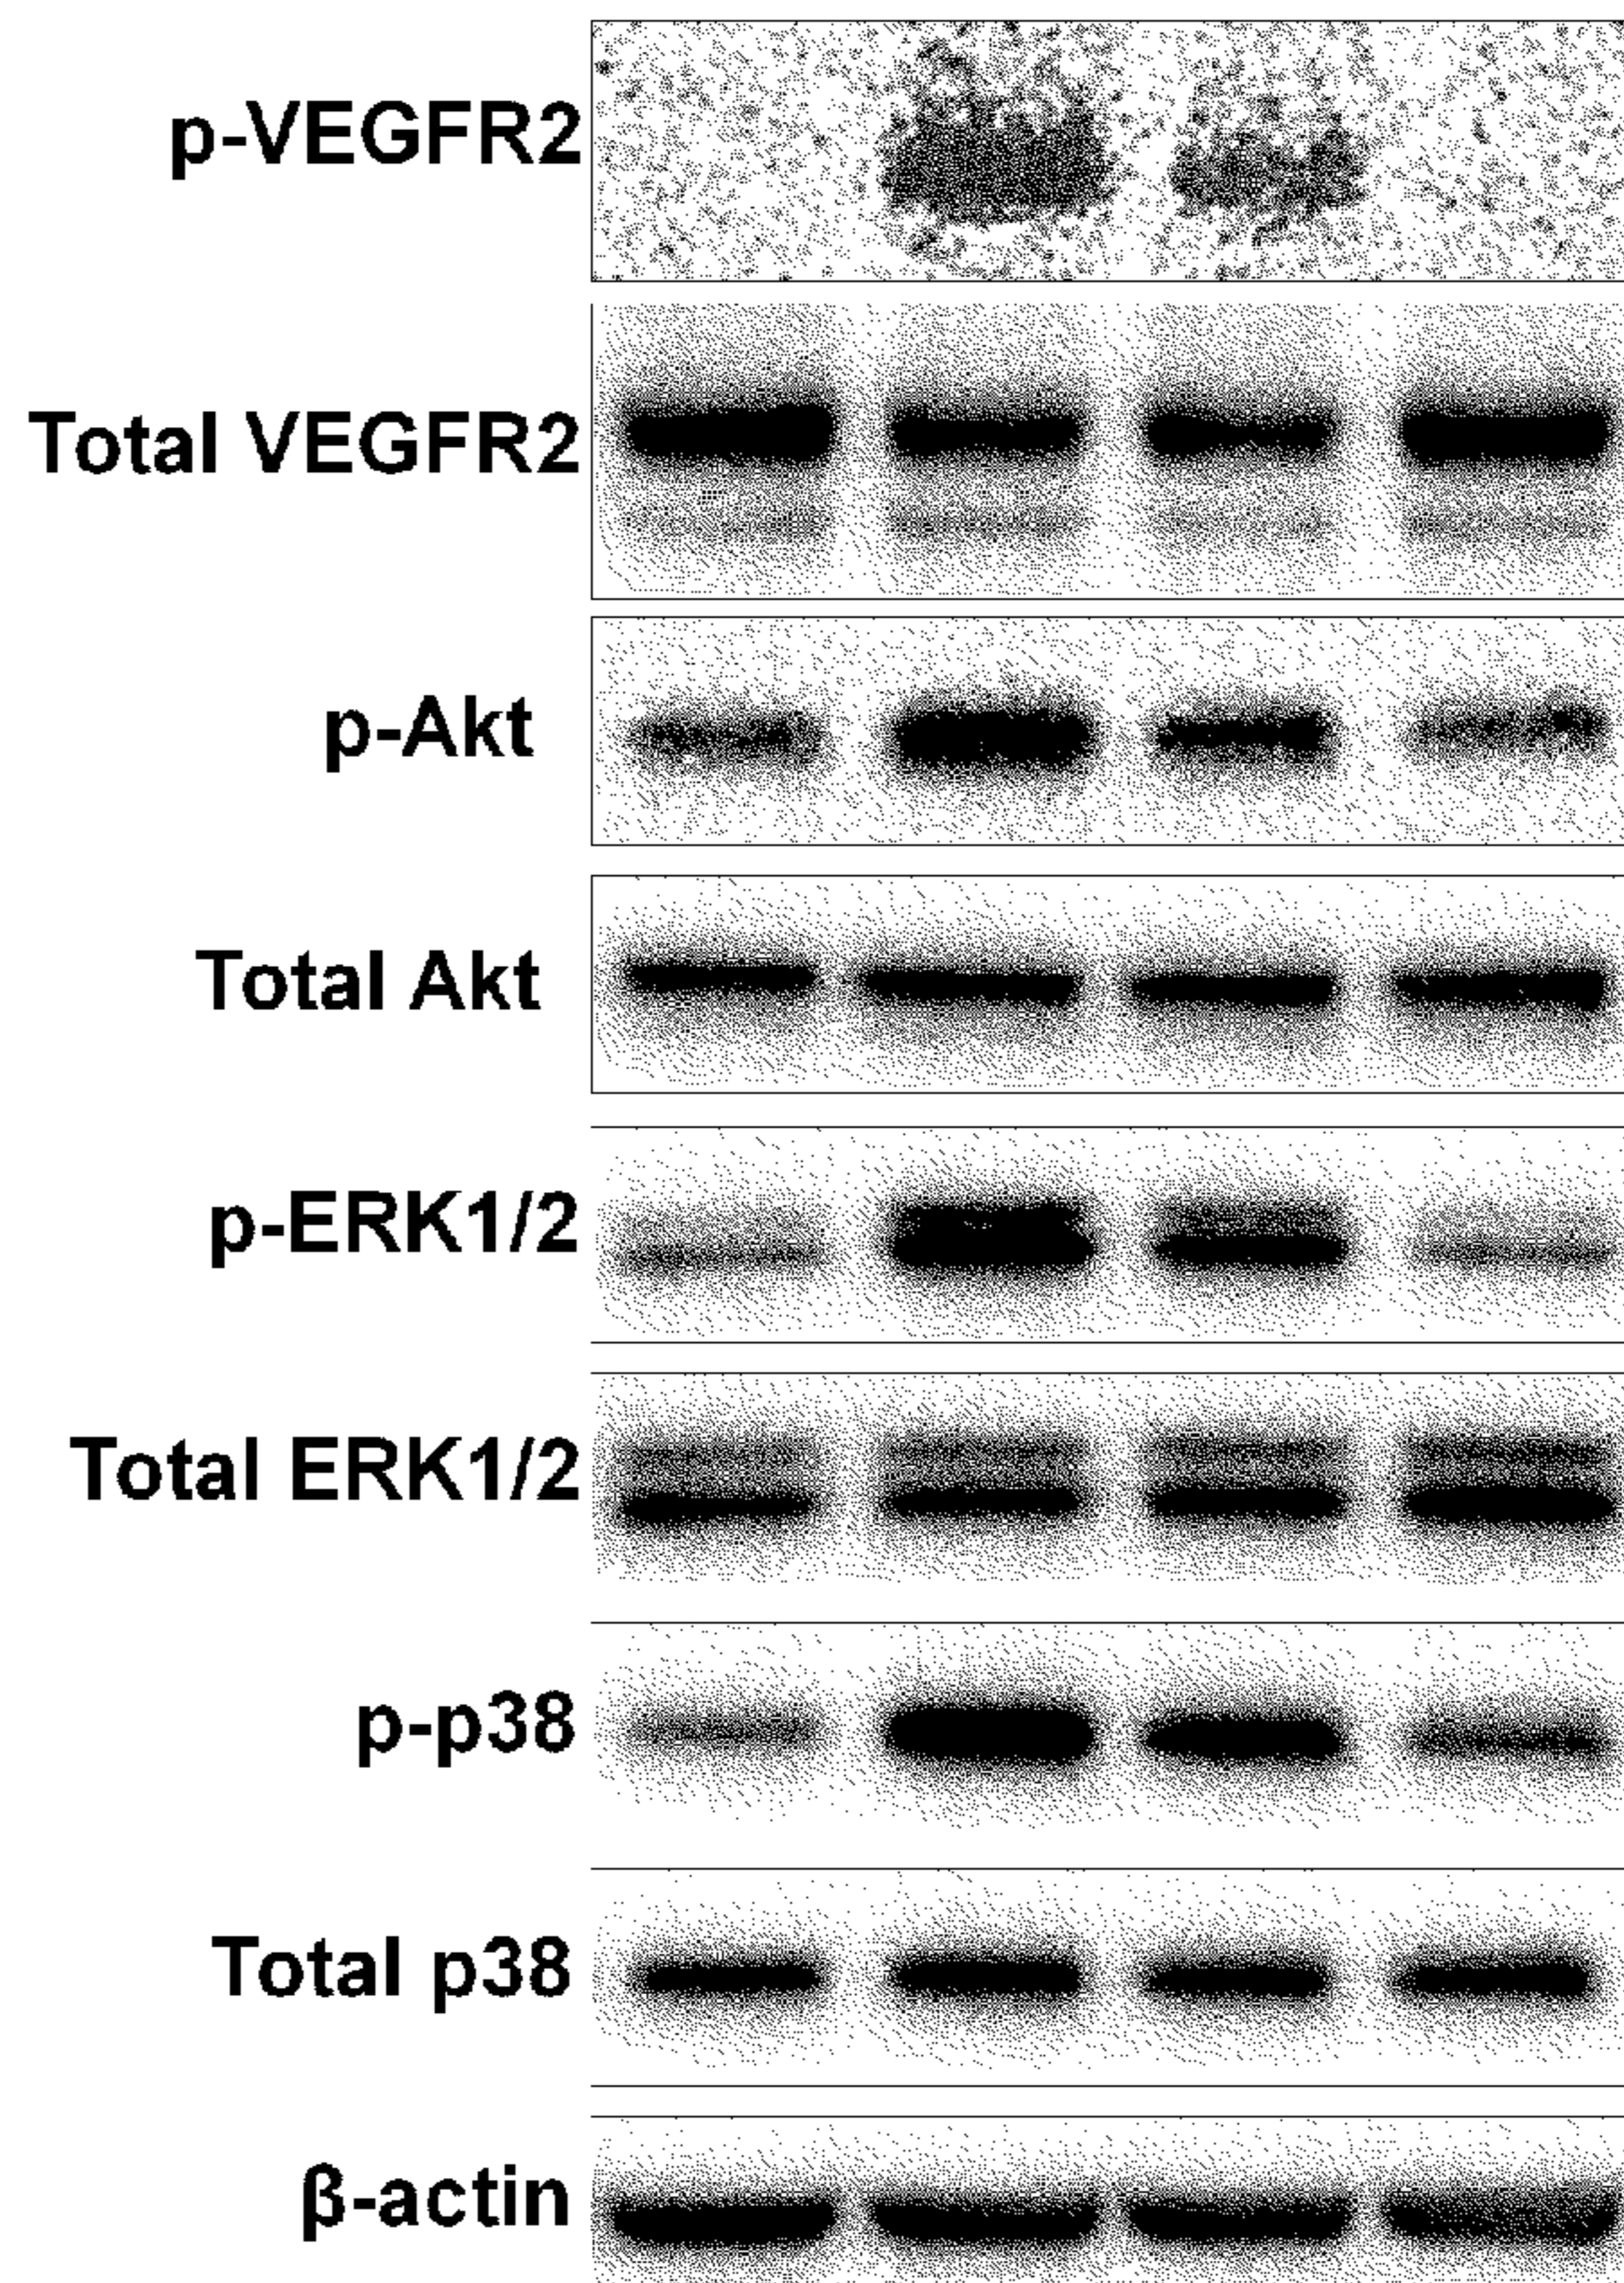 p-VEGFR2
Total VEGFR2
p-Akt
Total Akt
p-ERK1/2
Total ERK1/2
p-p38
Total p38
β-actin